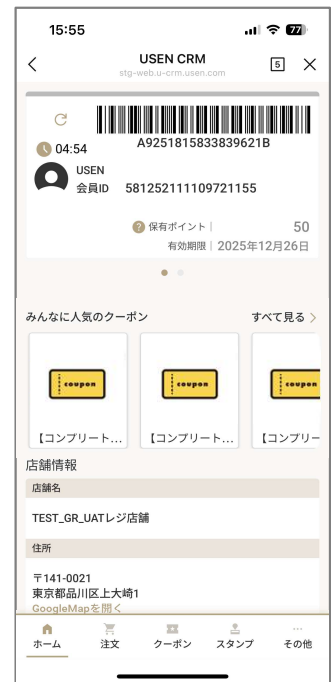 15:55
77
USEN CRM
stg-web.u-crm.usen.com
5
04:54
A9251815833839621B
USEN
会員ID 581252111109721155
? 保有ポイント | 50
有効期限 | 2025年12月26日
みんなに人気のクーポン すべて見る >
coupon coupon coupon
【コンプリート... 【コンプリート... 【コンプリー
店舗情報
店舗名
TEST_GR_UATレジ店舗
住所
〒141-0021
東京都品川区上大崎1
GoogleMapを開く
ホーム 注文 クーポン スタンプ その他